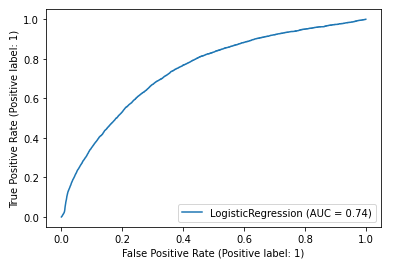 1.0
0.8
0.6
0.4
0.2
0.0
True Positive Rate (Positive label: 1)
LogisticRegression (AUC = 0.74)
0.0 0.2 0.4 0.6 0.8 1.0
False Positive Rate (Positive label: 1)